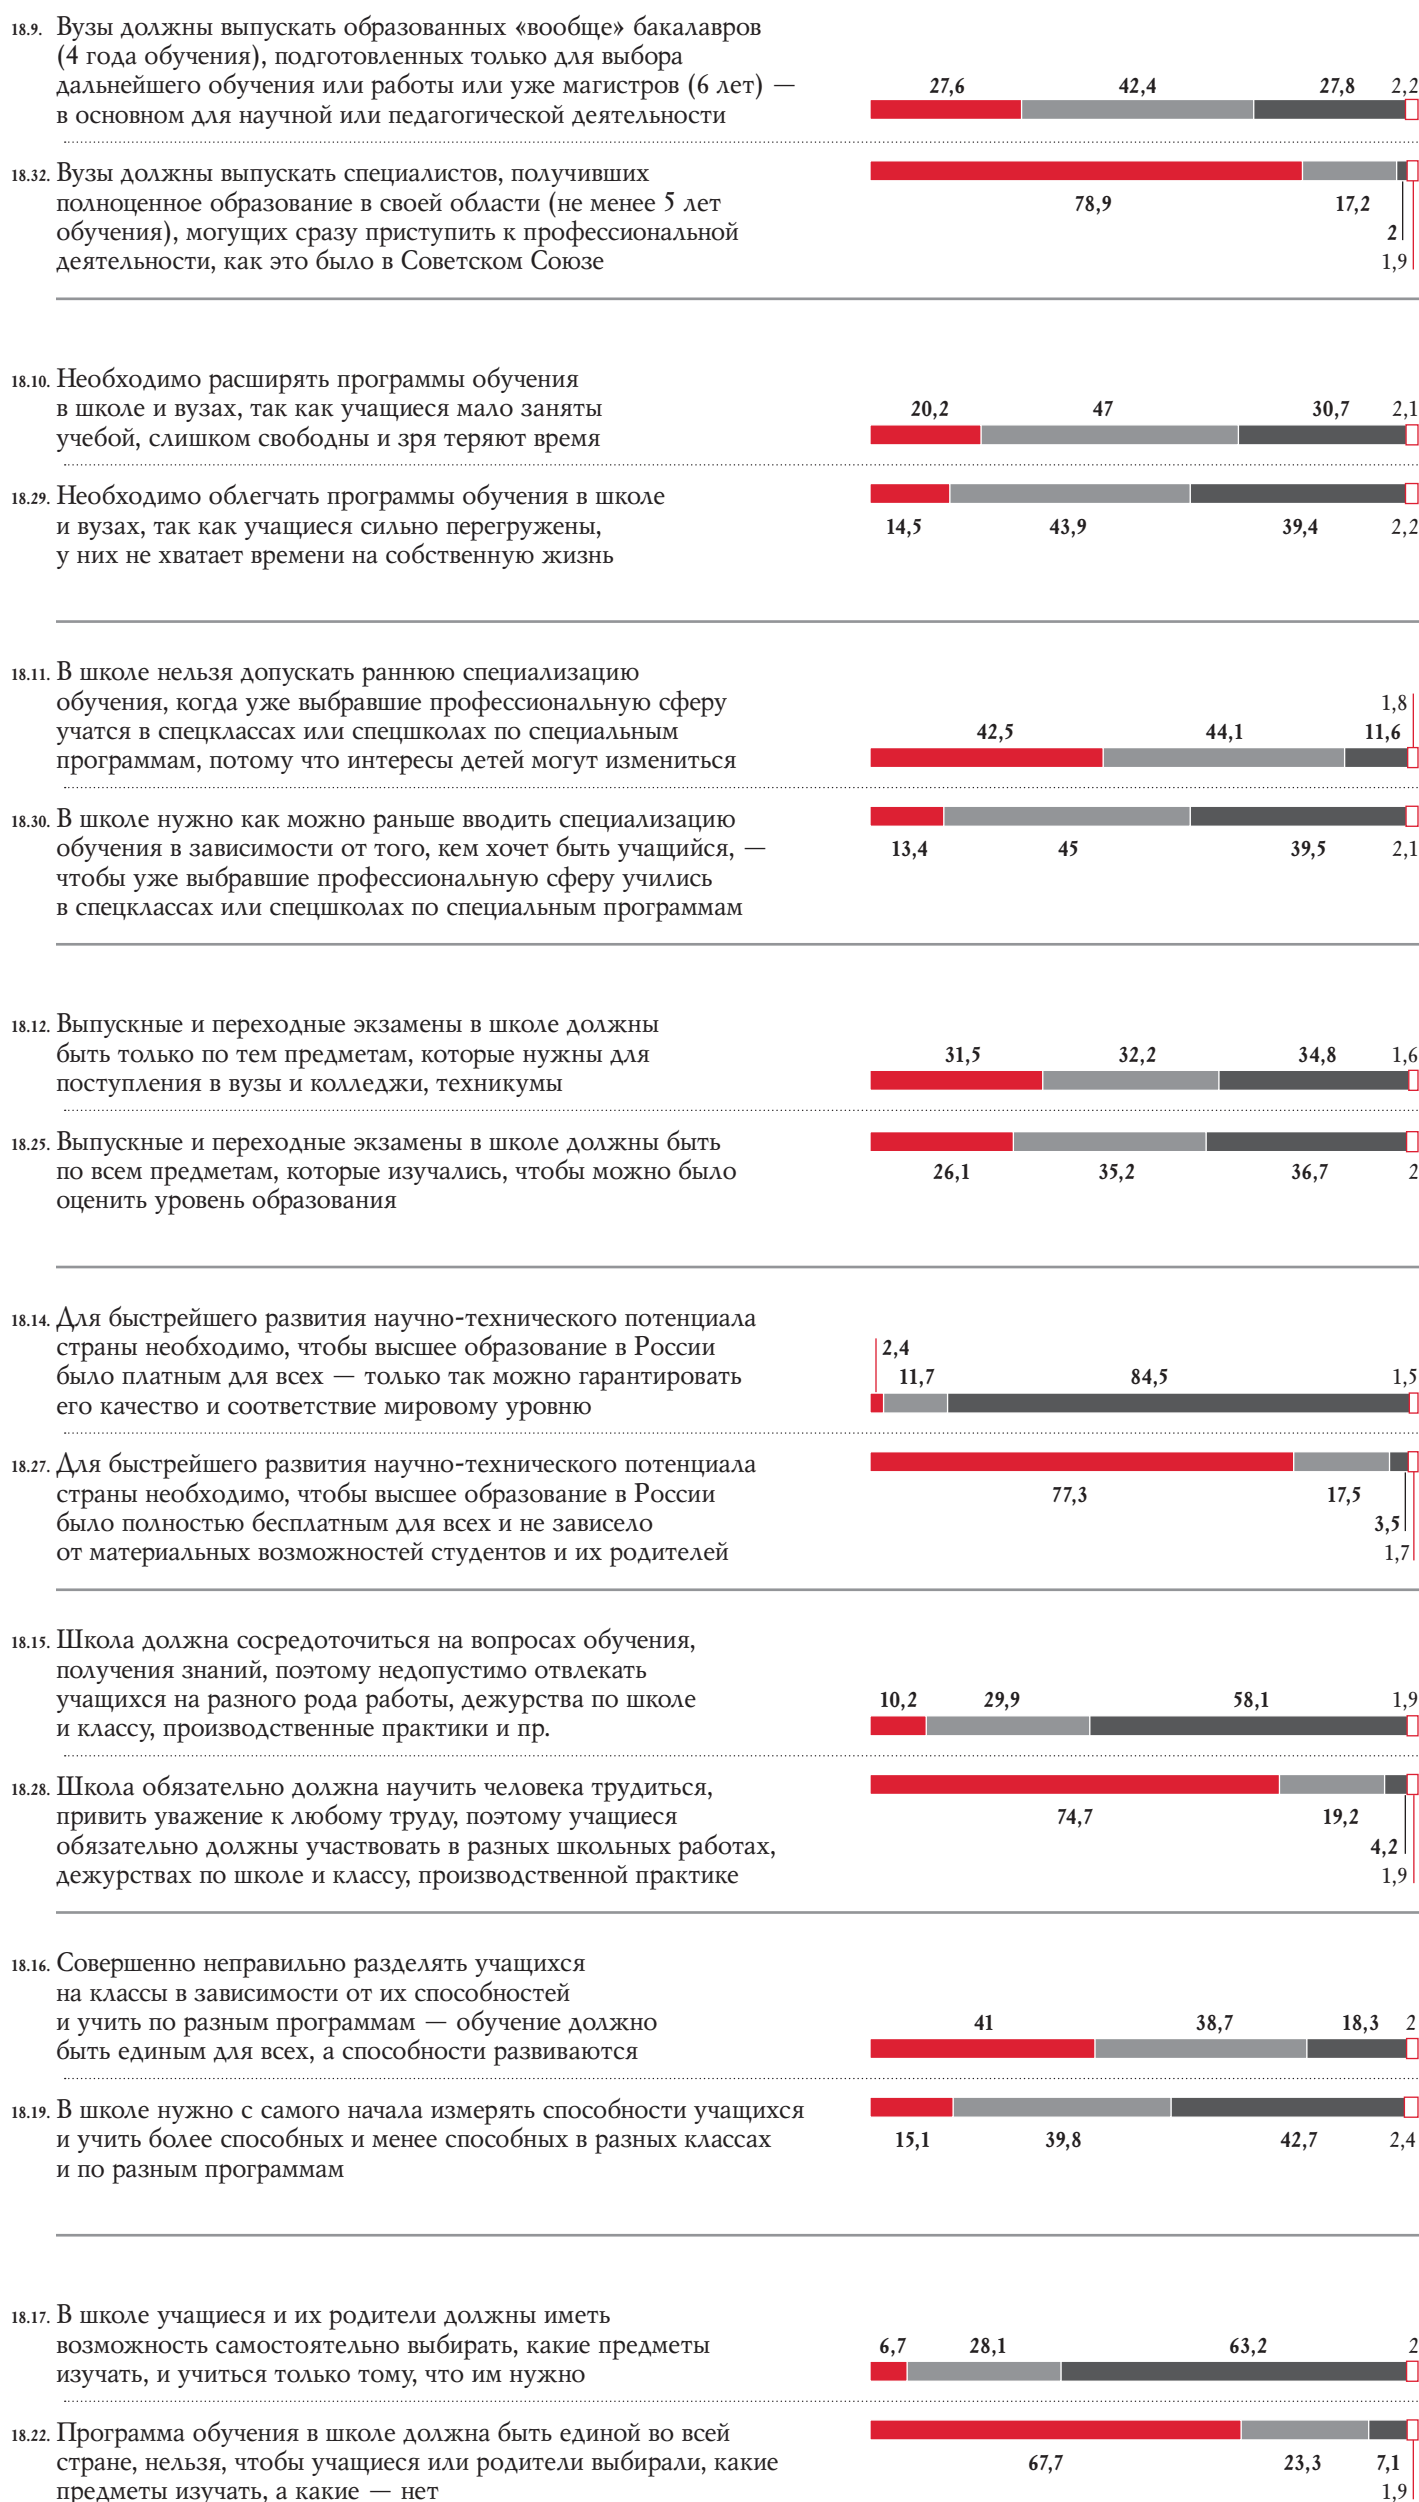 18.9. Вузы должны выпускать образованных «вообще» бакалавров
(4 года обучения), подготовленных только для выбора
дальнейшего обучения или работы или уже магистров (6 лет) —
в основном для научной или педагогической деятельности
27,6 42,4 27,8 2,2
18.32. Вузы должны выпускать специалистов, получивших
полноценное образование в своей области (не менее 5 лет
обучения), могущих сразу приступить к профессиональной
деятельности, как это было в Советском Союзе
78,9 17,2
2
1,9
18.10. Необходимо расширять программы обучения
в школе и вузах, так как учащиеся мало заняты
учебой, слишком свободны и зря теряют время
20,2 47 30,7 2,1
18.29. Необходимо облегчать программы обучения в школе
и вузах, так как учащиеся сильно перегружены,
у них не хватает времени на собственную жизнь
14,5 43,9 39,4 2,2
18.11. В школе нельзя допускать раннюю специализацию
обучения, когда уже выбравшие профессиональную сферу
учатся в спецклассах или спецшколах по специальным
программам, потому что интересы детей могут измениться
1,8
42,5 44,1 11,6
18.30. В школе нужно как можно раньше вводить специализацию
обучения в зависимости от того, кем хочет быть учащийся, —
чтобы уже выбравшие профессиональную сферу учились
в спецклассах или спецшколах по специальным программам
13,4 45 39,5 2,1
18.12. Выпускные и переходные экзамены в школе должны
быть только по тем предметам, которые нужны для
поступления в вузы и колледжи, техникумы
31,5 32,2 34,8 1,6
18.25. Выпускные и переходные экзамены в школе должны быть
по всем предметам, которые изучались, чтобы можно было
оценить уровень образования
26,1 35,2 36,7 2
18.14. Для быстрейшего развития научно-технического потенциала
страны необходимо, чтобы высшее образование в России
было платным для всех — только так можно гарантировать
его качество и соответствие мировому уровню
2,4
11,7 84,5 1,5
18.27. Для быстрейшего развития научно-технического потенциала
страны необходимо, чтобы высшее образование в России
было полностью бесплатным для всех и не зависело
от материальных возможностей студентов и их родителей
77,3 17,5
3,5
1,7
18.15. Школа должна сосредоточиться на вопросах обучения,
получения знаний, поэтому недопустимо отвлекать
учащихся на разного рода работы, дежурства по школе
и классу, производственные практики и пр.
10,2 29,9 58,1 1,9
18.28. Школа обязательно должна научить человека трудиться,
привить уважение к любому труду, поэтому учащиеся
обязательно должны участвовать в разных школьных работах,
дежурствах по школе и классу, производственной практике
74,7 19,2
4,2
1,9
18.16. Совершенно неправильно разделять учащихся
на классы в зависимости от их способностей
и учить по разным программам — обучение должно
быть единым для всех, а способности развиваются
41 38,7 18,3 2
18.19. В школе нужно с самого начала измерять способности учащихся
и учить более способных и менее способных в разных классах
и по разным программам
15,1 39,8 42,7 2,4
18.17. В школе учащиеся и их родители должны иметь
возможность самостоятельно выбирать, какие предметы
изучать, и учиться только тому, что им нужно
6,7 28,1 63,2 2
18.22. Программа обучения в школе должна быть единой во всей
стране, нельзя, чтобы учащиеся или родители выбирали, какие
предметы изучать, а какие — нет
67,7 23,3 7,1
1,9